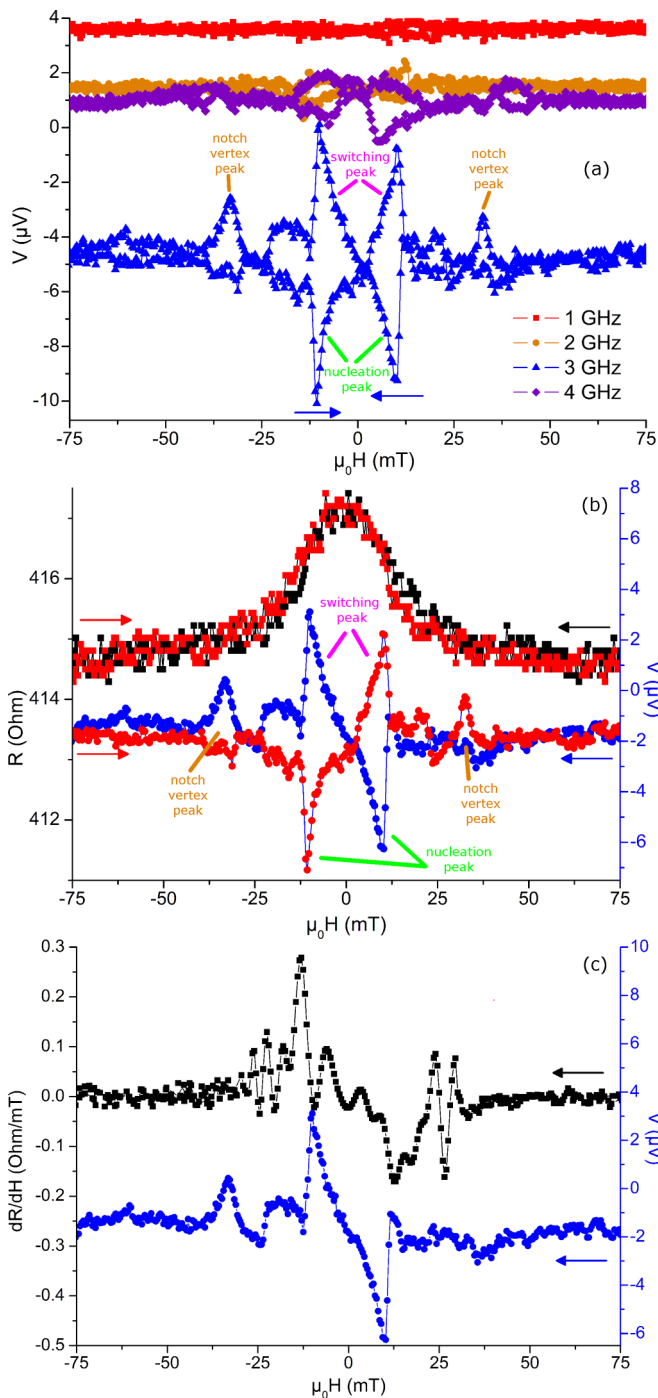 4
2
0
-2
-4
-6
-8
-10
V (µV)
(a)
notch
vertex
peak
switching
peak
notch
vertex
peak
nucleation
peak
1 GHz
2 GHz
3 GHz
4 GHz
-75 -50 -25 0 25 50 75
µ0H (mT)
(b)
416
414
412
R (Ohm)
8
6
4
2
0
-2
-4
-6
V (µV)
switching
peak
notch
vertex
peak
notch
vertex
peak
nucleation
peak
-75 -50 -25 0 25 50 75
µ0H (mT)
(c)
0.3
0.2
0.1
0.0
-0.1
-0.2
-0.3
-0.4
-0.5
dR/dH (Ohm/mT)
10
8
6
4
2
0
-2
-4
-6
V (µV)
-75 -50 -25 0 25 50 75
µ0H (mT)